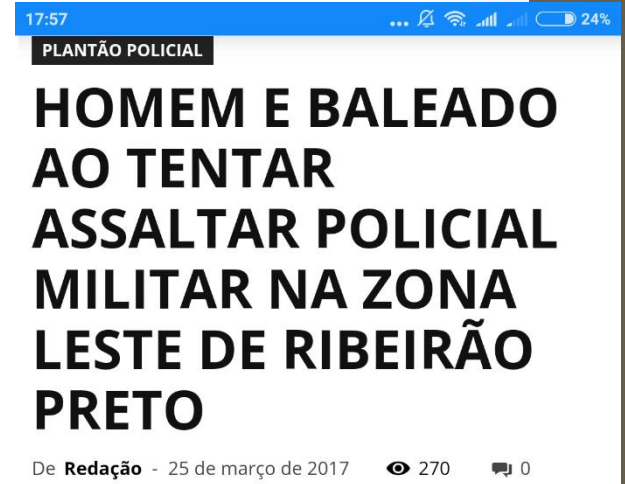 17:57 ... 24%
PLANTÃO POLICIAL
HOMEM E BALEADO
AO TENTAR
ASSALTAR POLICIAL
MILITAR NA ZONA
LESTE DE RIBEIRÃO
PRETO
De Redação - 25 de março de 2017 270 0